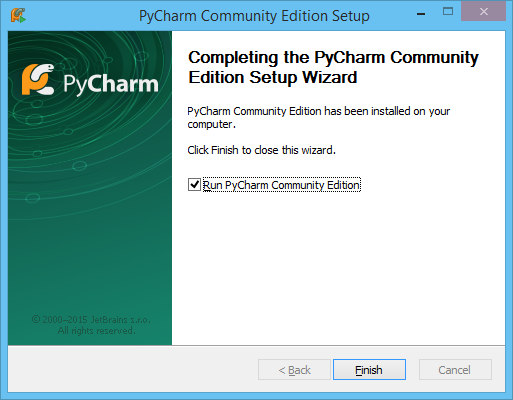 PyCharm Community Edition Setup
PyCharm
Completing the PyCharm Community
Edition Setup Wizard
PyCharm Community Edition has been installed on your
computer.
Click Finish to close this wizard.
Run PyCharm Community Edition
© 2000–2015 JetBrains s.r.o.
All rights reserved.
< Back
Finish
Cancel